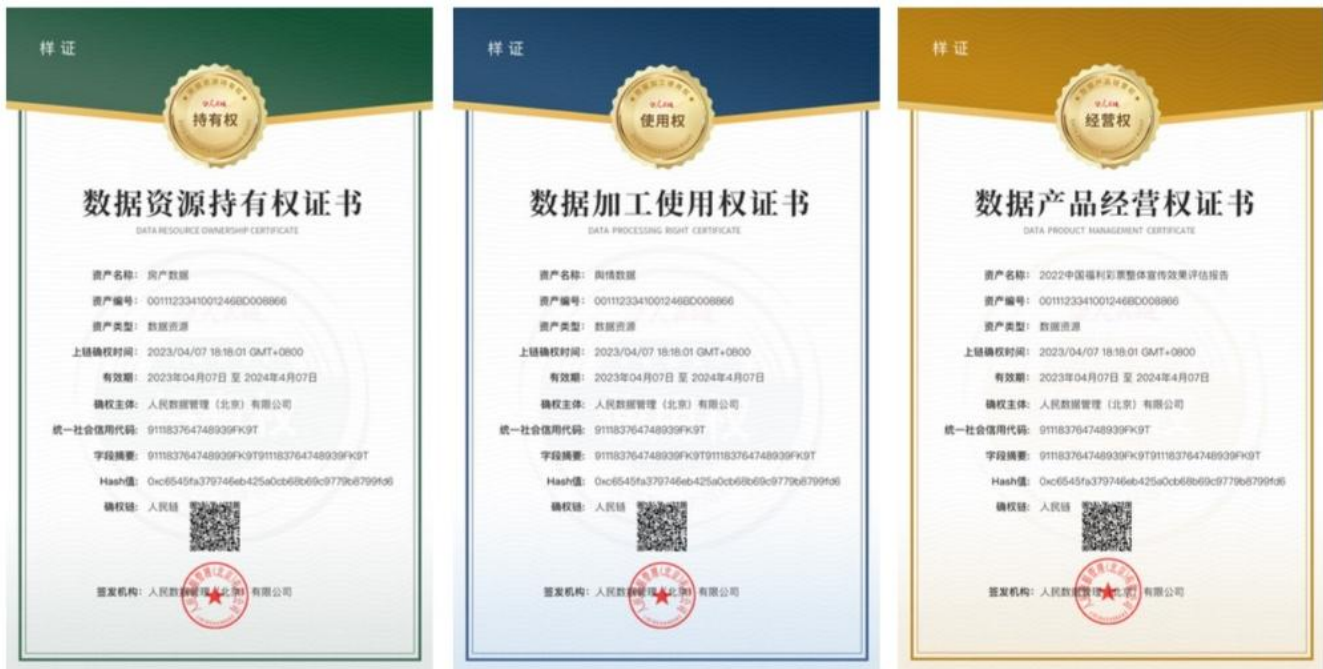 样证
持有权
数据资源持有权证书
DATA RESOURCE OWNERSHIP CERTIFICATE
资产名称： 房产数据
资产编号： 0011123341001246BD008866
资产类型： 数据资源
上链确权时间： 2023/04/07 18:18:01 GMT+0800
有效期： 2023年04月07日 至 2024年4月07日
确权主体： 人民数据管理（北京）有限公司
统一社会信用代码： 911183764748939FK9T
字段摘要： 911183764748939FK9T911183764748939FK9T
Hash值： 0xc6545fa379746eb425a0cb68b69c9779b8799fd6
确权链： 人民链
签发机构： 人民数据管理（北京）有限公司
样证
使用权
数据加工使用权证书
DATA PROCESSING RIGHT CERTIFICATE
资产名称： 舆情数据
资产编号： 0011123341001246BD008866
资产类型： 数据资源
上链确权时间： 2023/04/07 18:18:01 GMT+0800
有效期： 2023年04月07日 至 2024年4月07日
确权主体： 人民数据管理（北京）有限公司
统一社会信用代码： 911183764748939FK9T
字段摘要： 911183764748939FK9T911183764748939FK9T
Hash值： 0xc6545fa379746eb425a0cb68b69c9779b8799fd6
确权链： 人民链
签发机构： 人民数据管理（北京）有限公司
样证
经营权
数据产品经营权证书
DATA PRODUCT MANAGEMENT CERTIFICATE
资产名称： 2022中国福利彩票整体宣传效果评估报告
资产编号： 0011123341001246BD008866
资产类型： 数据资源
上链确权时间： 2023/04/07 18:18:01 GMT+0800
有效期： 2023年04月07日 至 2024年4月07日
确权主体： 人民数据管理（北京）有限公司
统一社会信用代码： 911183764748939FK9T
字段摘要： 911183764748939FK9T911183764748939FK9T
Hash值： 0xc6545fa379746eb425a0cb68b69c9779b8799fd6
确权链： 人民链
签发机构： 人民数据管理（北京）有限公司